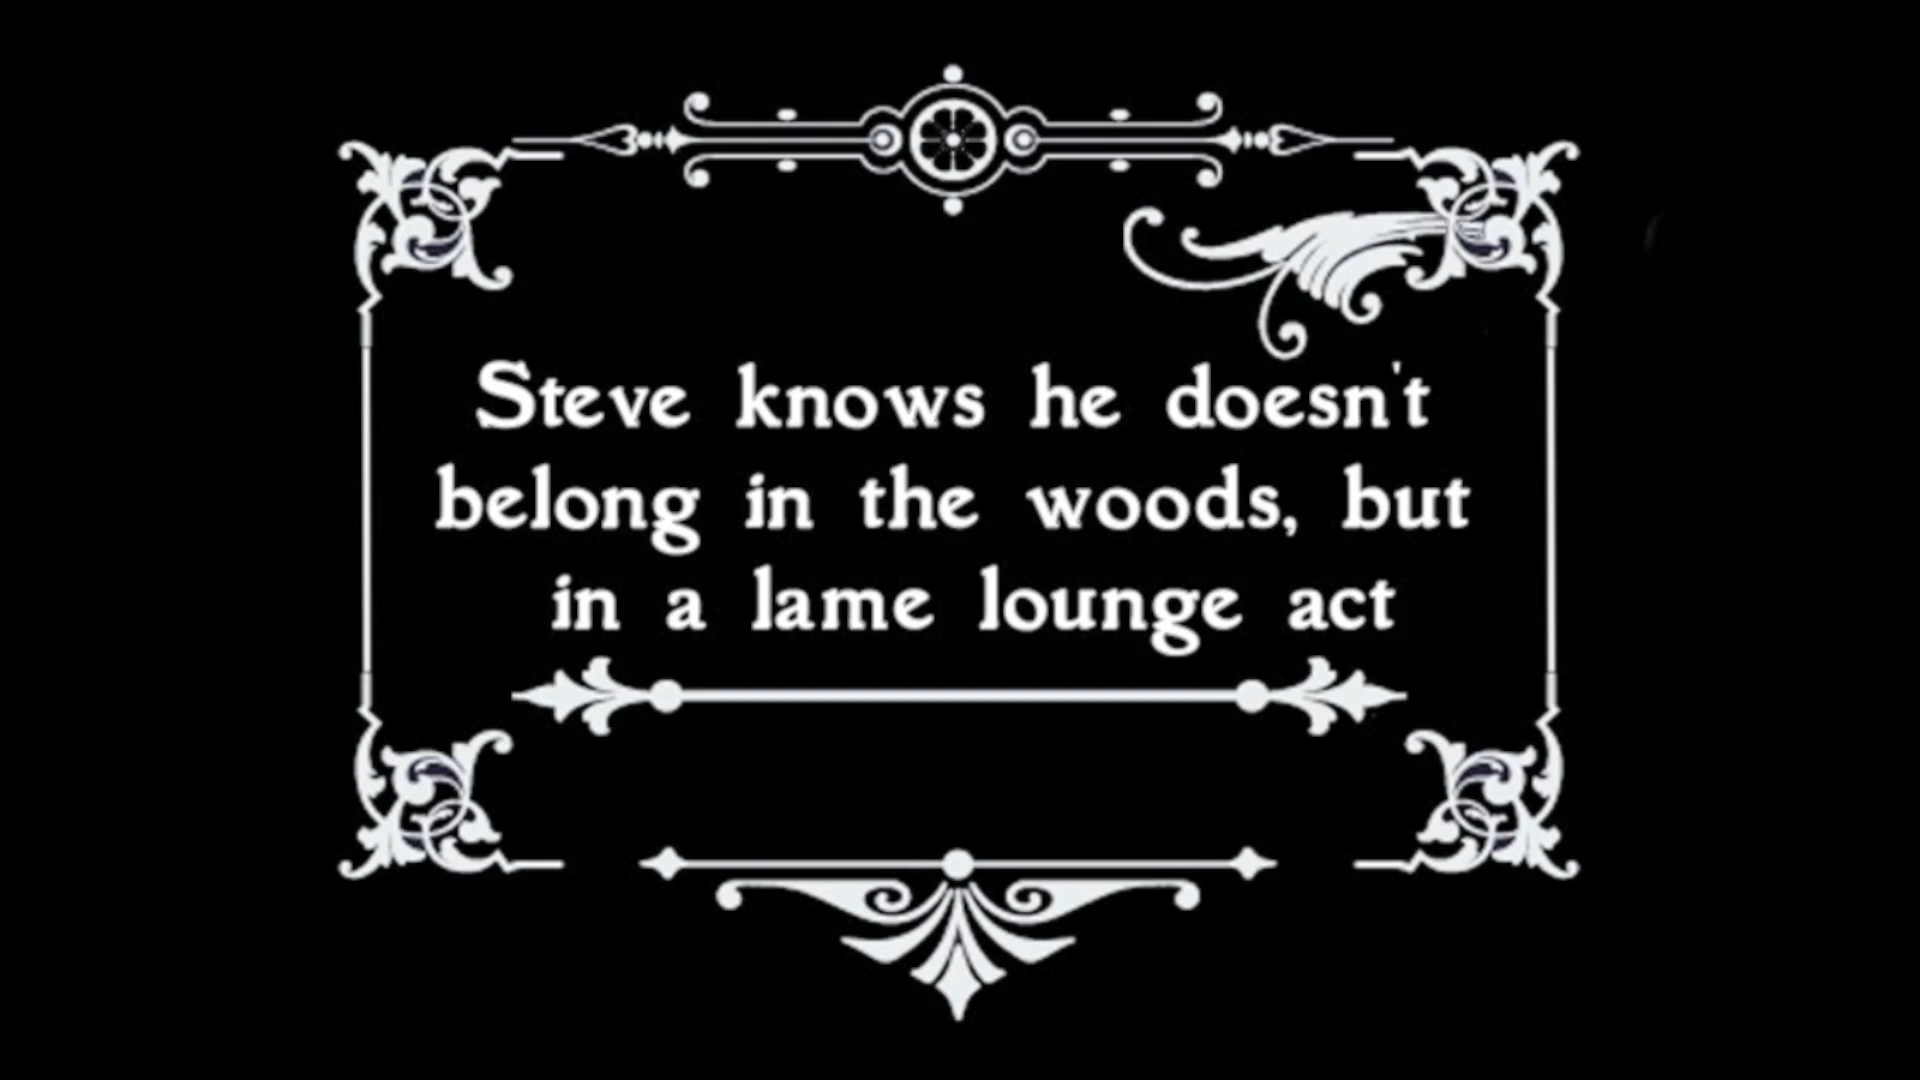 Steve knows he doesn't
belong in the woods, but
in a lame lounge act